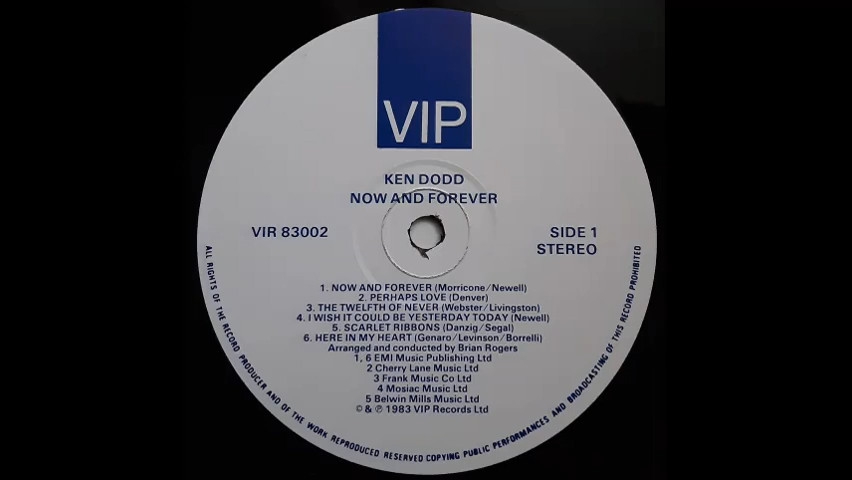 VIP
KEN DODD
NOW AND FOREVER
VIR 83002
SIDE 1
STEREO
1. NOW AND FOREVER (Morricone/Newell)
2. PERHAPS LOVE (Denver)
3. THE TWELFTH OF NEVER (Webster/Livingston)
4. I WISH IT COULD BE YESTERDAY TODAY (Newell)
5. SCARLET RIBBONS (Danzig/Segal)
6. HERE IN MY HEART (Genaro/Levinson/Borrelli)
Arranged and conducted by Brian Rogers
1, 6 EMI Music Publishing Ltd
2 Cherry Lane Music Ltd
3 Frank Music Co Ltd
4 Mosiac Music Ltd
5 Belwin Mills Music Ltd
© & ℗ 1983 VIP Records Ltd
ALL RIGHTS OF THE RECORD PRODUCER AND OF THE WORK REPRODUCED RESERVED COPYING PUBLIC PERFORMANCES AND BROADCASTING OF THIS RECORD PROHIBITED